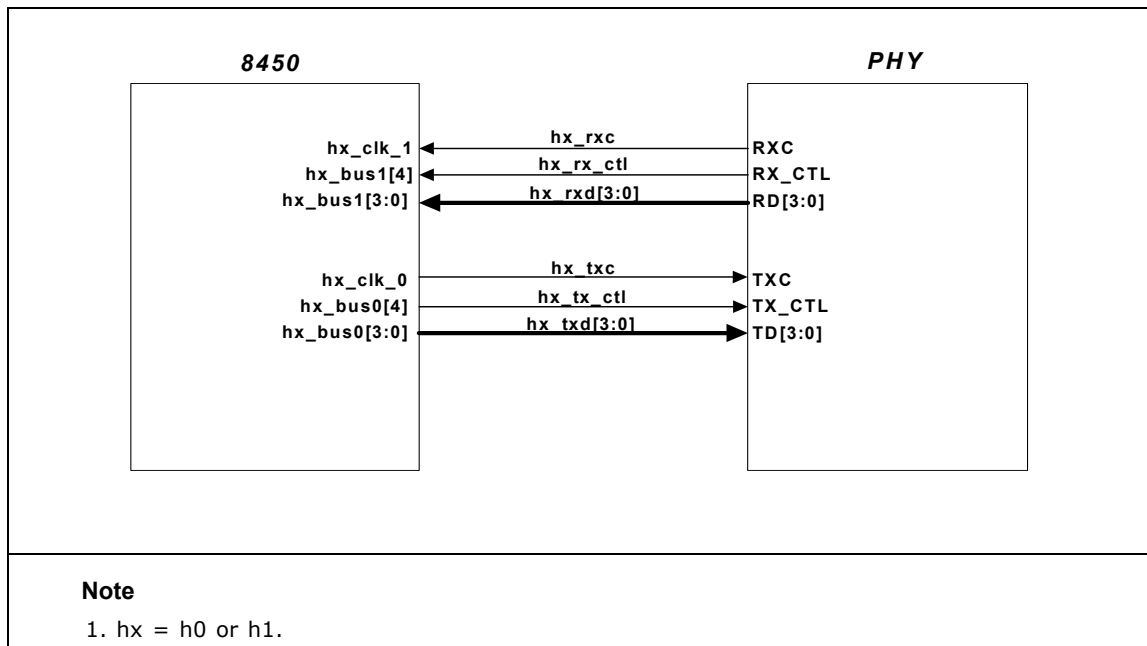 8450
PHY
hx_clk_1 hx_rxc RXC
hx_bus1[4] hx_rx_ctl RX_CTL
hx_bus1[3:0] hx_rxd[3:0] RD[3:0]
hx_clk_0 hx_txc TXC
hx_bus0[4] hx_tx_ctl TX_CTL
hx_bus0[3:0] hx_txd[3:0] TD[3:0]
Note
1. hx = h0 or h1.